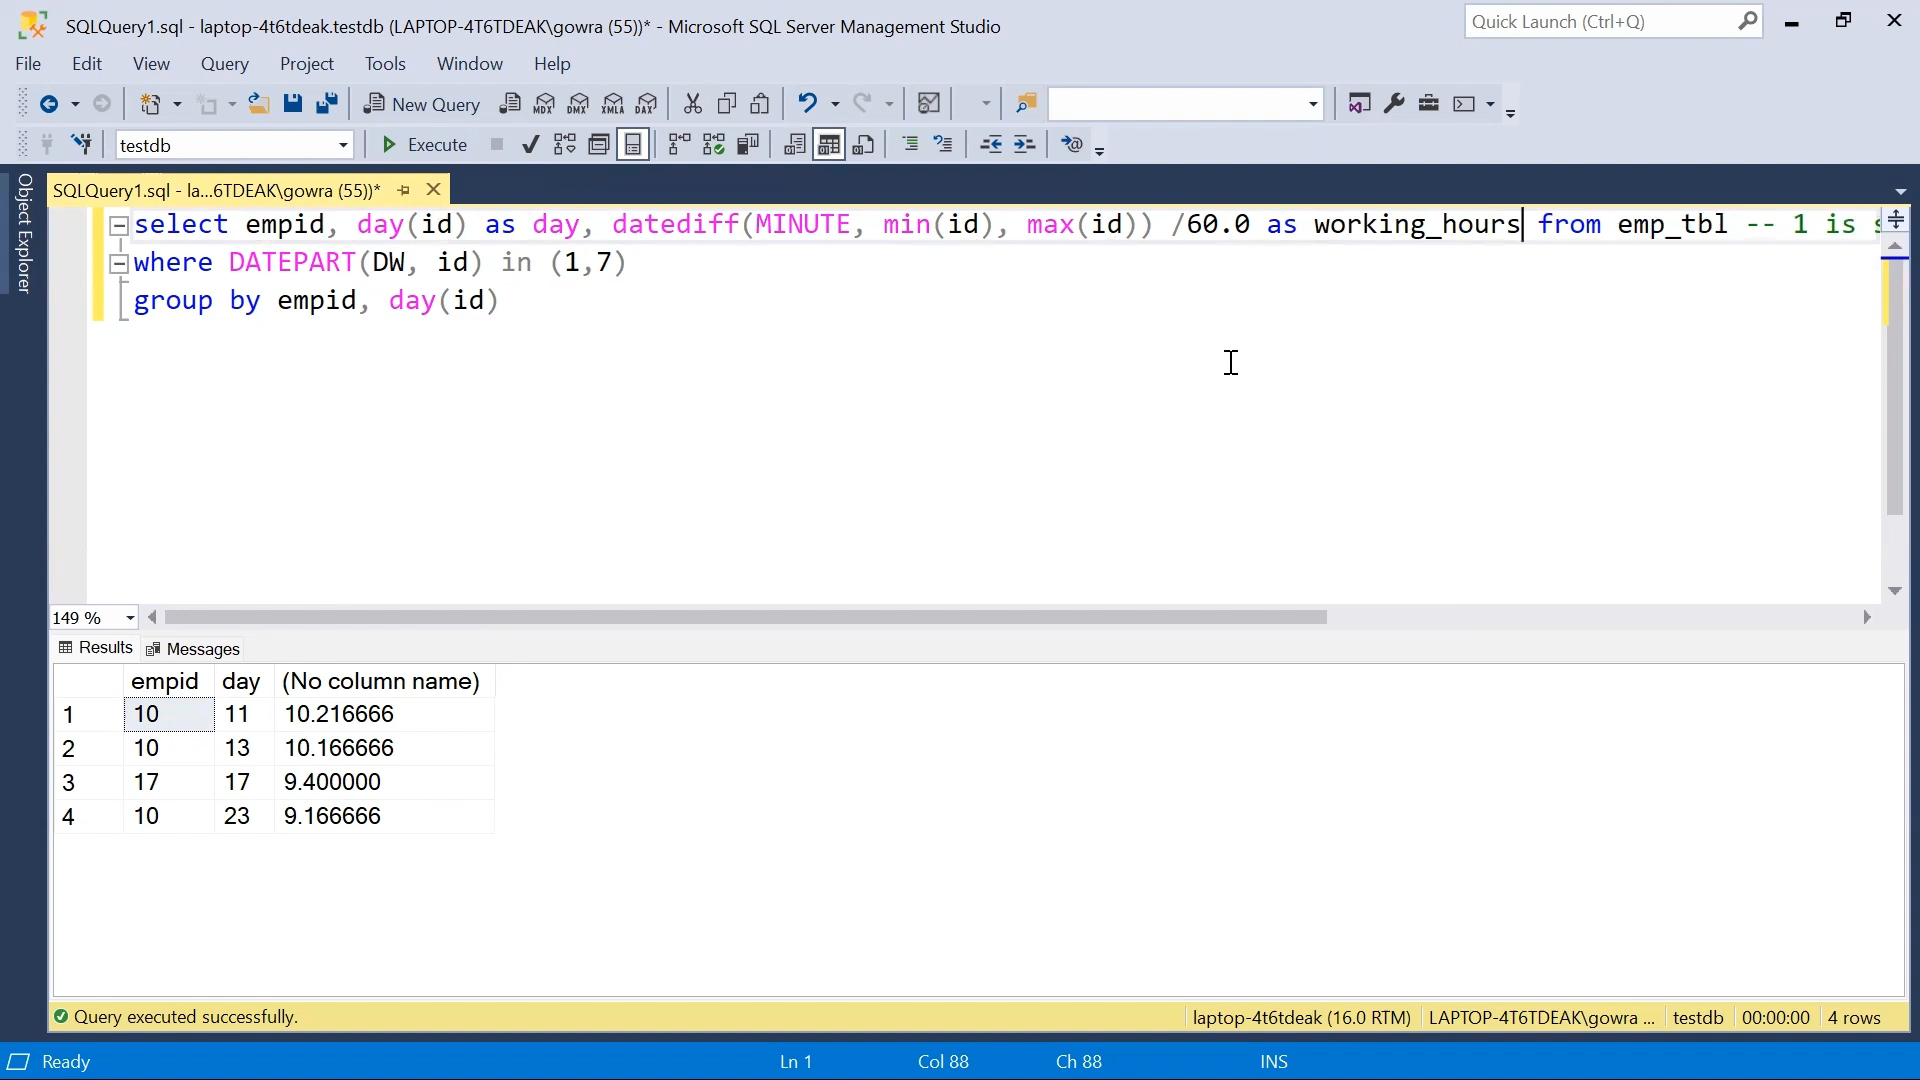 SQLQuery1.sql - laptop-4t6tdeak.testdb (LAPTOP-4T6TDEAK\gowra (55))* - Microsoft SQL Server Management Studio
Quick Launch (Ctrl+Q)
File Edit View Query Project Tools Window Help
New Query MDX DMX XMLA DAX
testdb Execute
Object Explorer
SQLQuery1.sql - la...6TDEAK\gowra (55))*
select empid, day(id) as day, datediff(MINUTE, min(id), max(id)) /60.0 as working_hours from emp_tbl -- 1 is s
where DATEPART(DW, id) in (1,7)
group by empid, day(id)
149 %
Results Messages
empid day (No column name)
1 10 11 10.216666
2 10 13 10.166666
3 17 17 9.400000
4 10 23 9.166666
Query executed successfully. laptop-4t6tdeak (16.0 RTM) LAPTOP-4T6TDEAK\gowra ... testdb 00:00:00 4 rows
Ready Ln 1 Col 88 Ch 88 INS